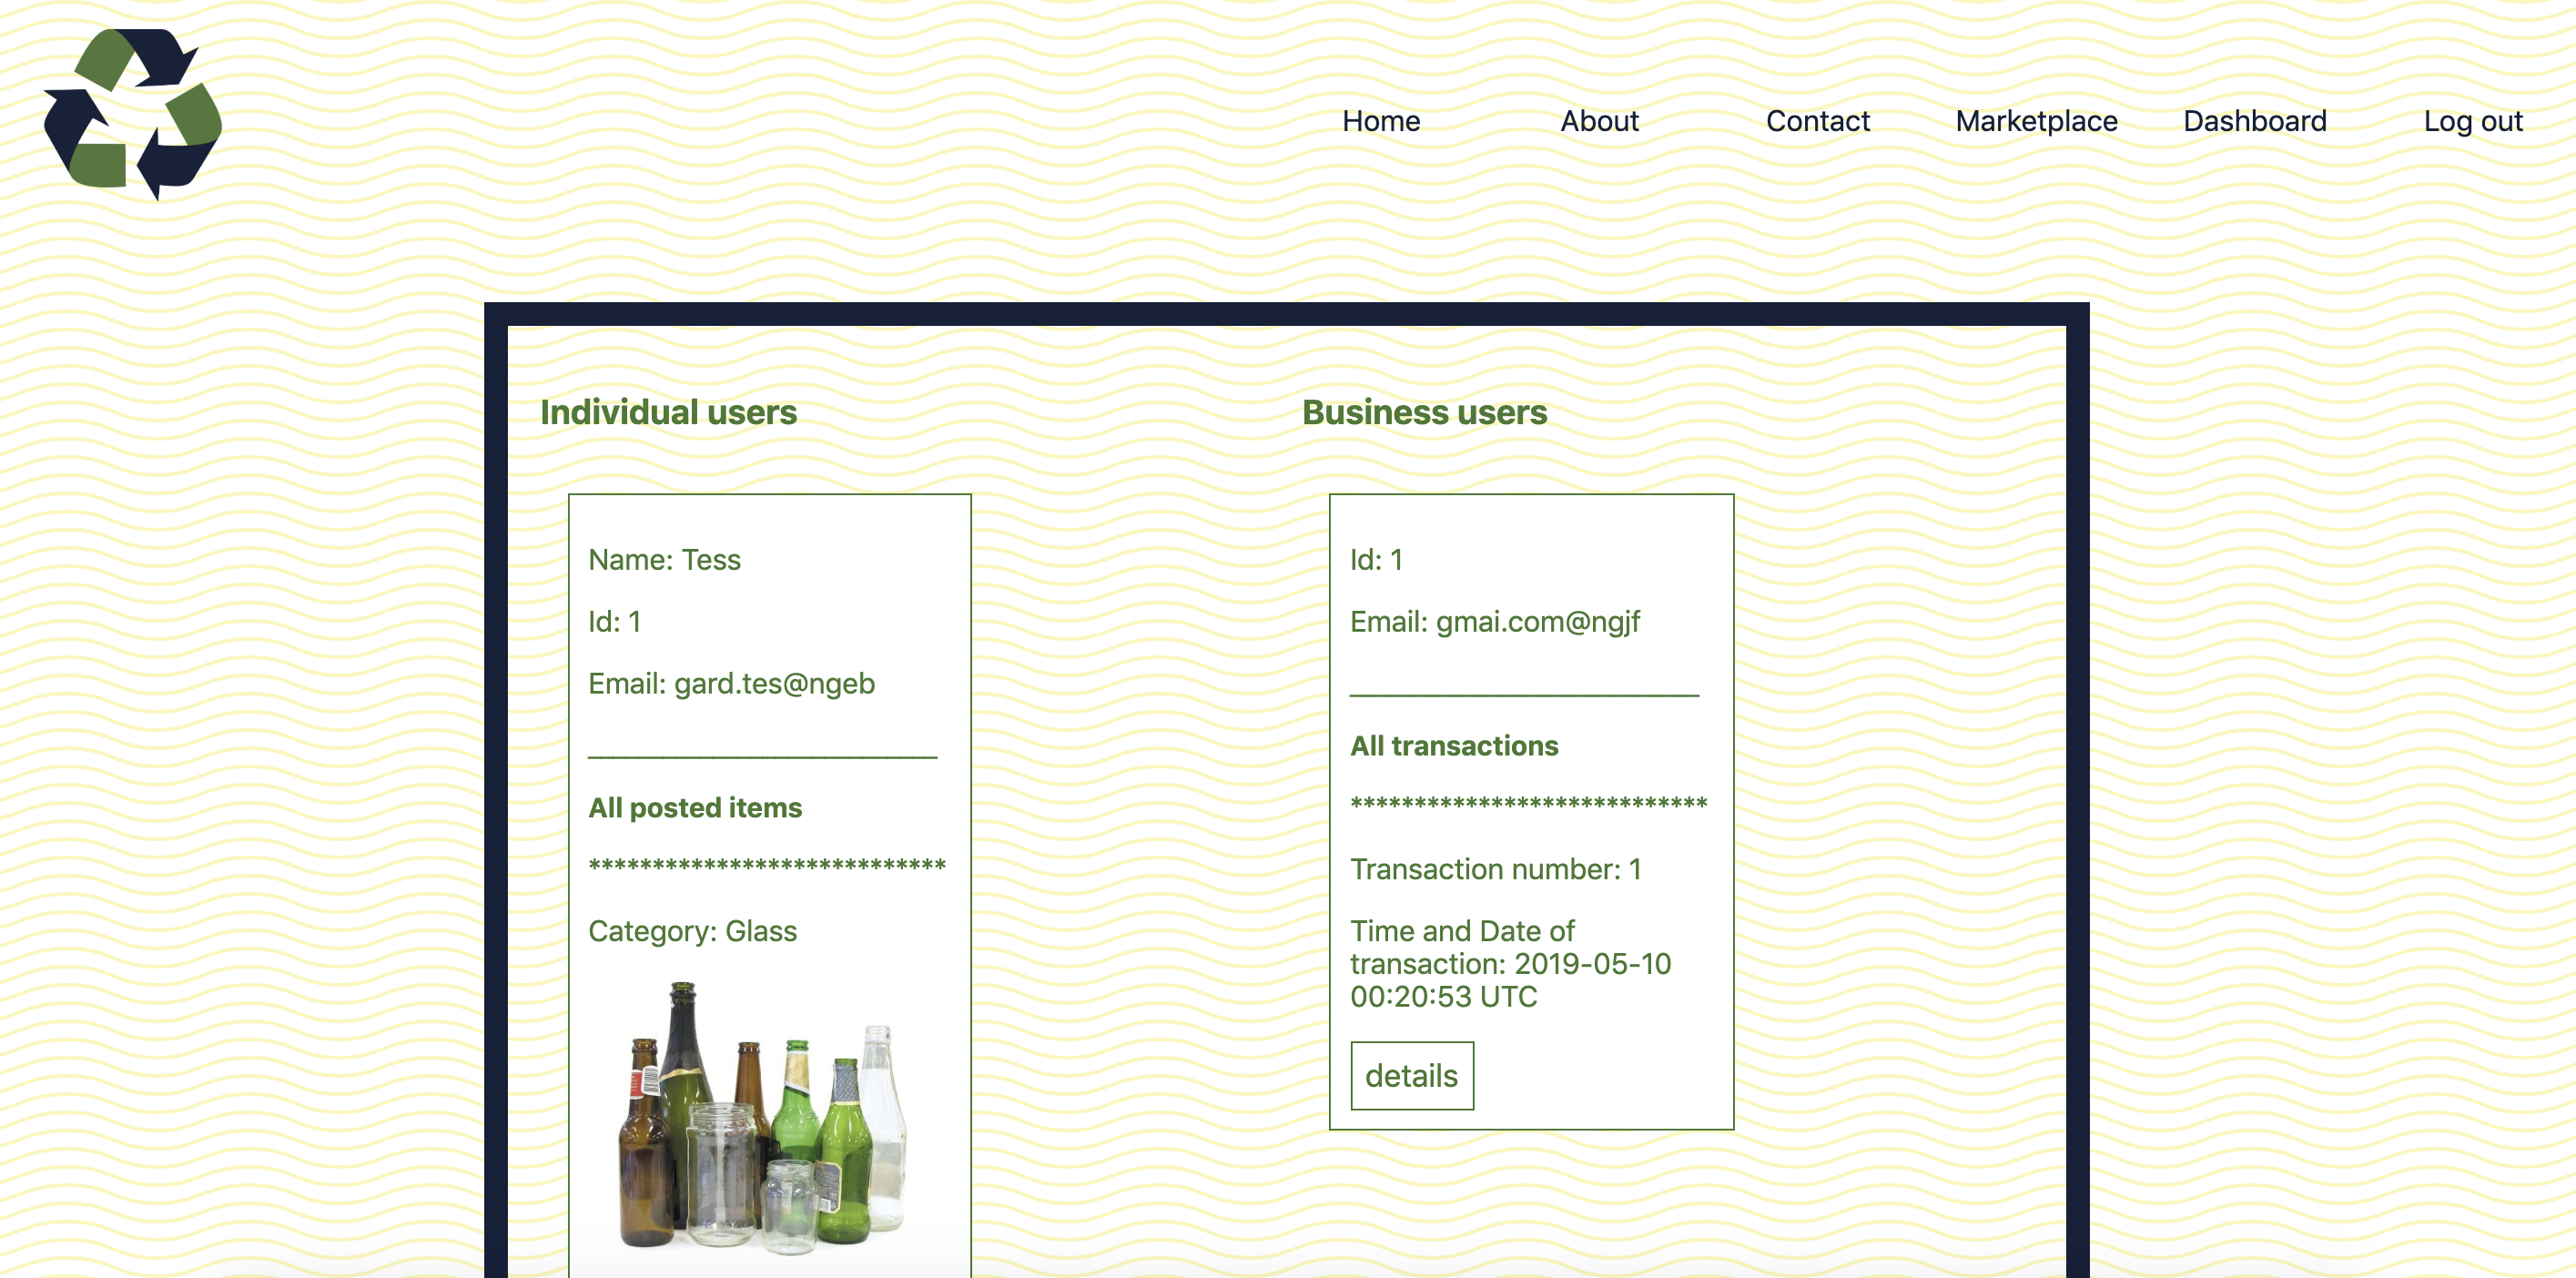 Home About Contact Marketplace Dashboard Log out
Individual users
Name: Tess
Id: 1
Email: gard.tes@ngeb
____________________________
All posted items
****************************
Category: Glass
Business users
Id: 1
Email: gmai.com@ngjf
____________________________
All transactions
****************************
Transaction number: 1
Time and Date of
transaction: 2019-05-10
00:20:53 UTC
details